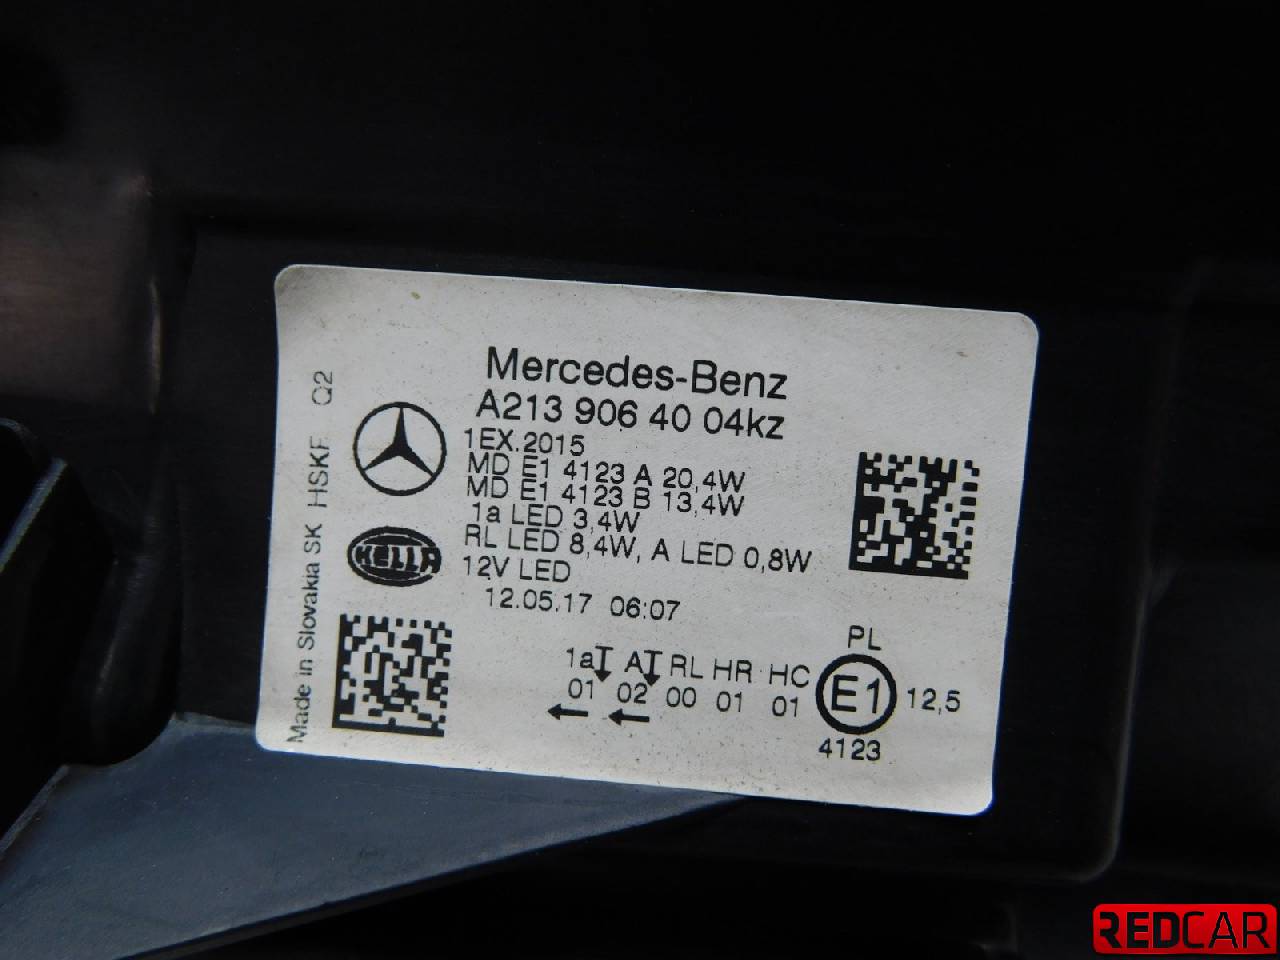 Mercedes-Benz
A213 906 40 04kz
1EX.2015
MD E1 4123 A 20,4W
MD E1 4123 B 13,4W
1a LED 3,4W
RL LED 8,4W, A LED 0,8W
12V LED
12.05.17 06:07
HELLA
Made in Slovakia SK HSKE Q2
1a A RL HR HC
01 02 00 01 01
PL
E1 12,5
4123
REDCAR